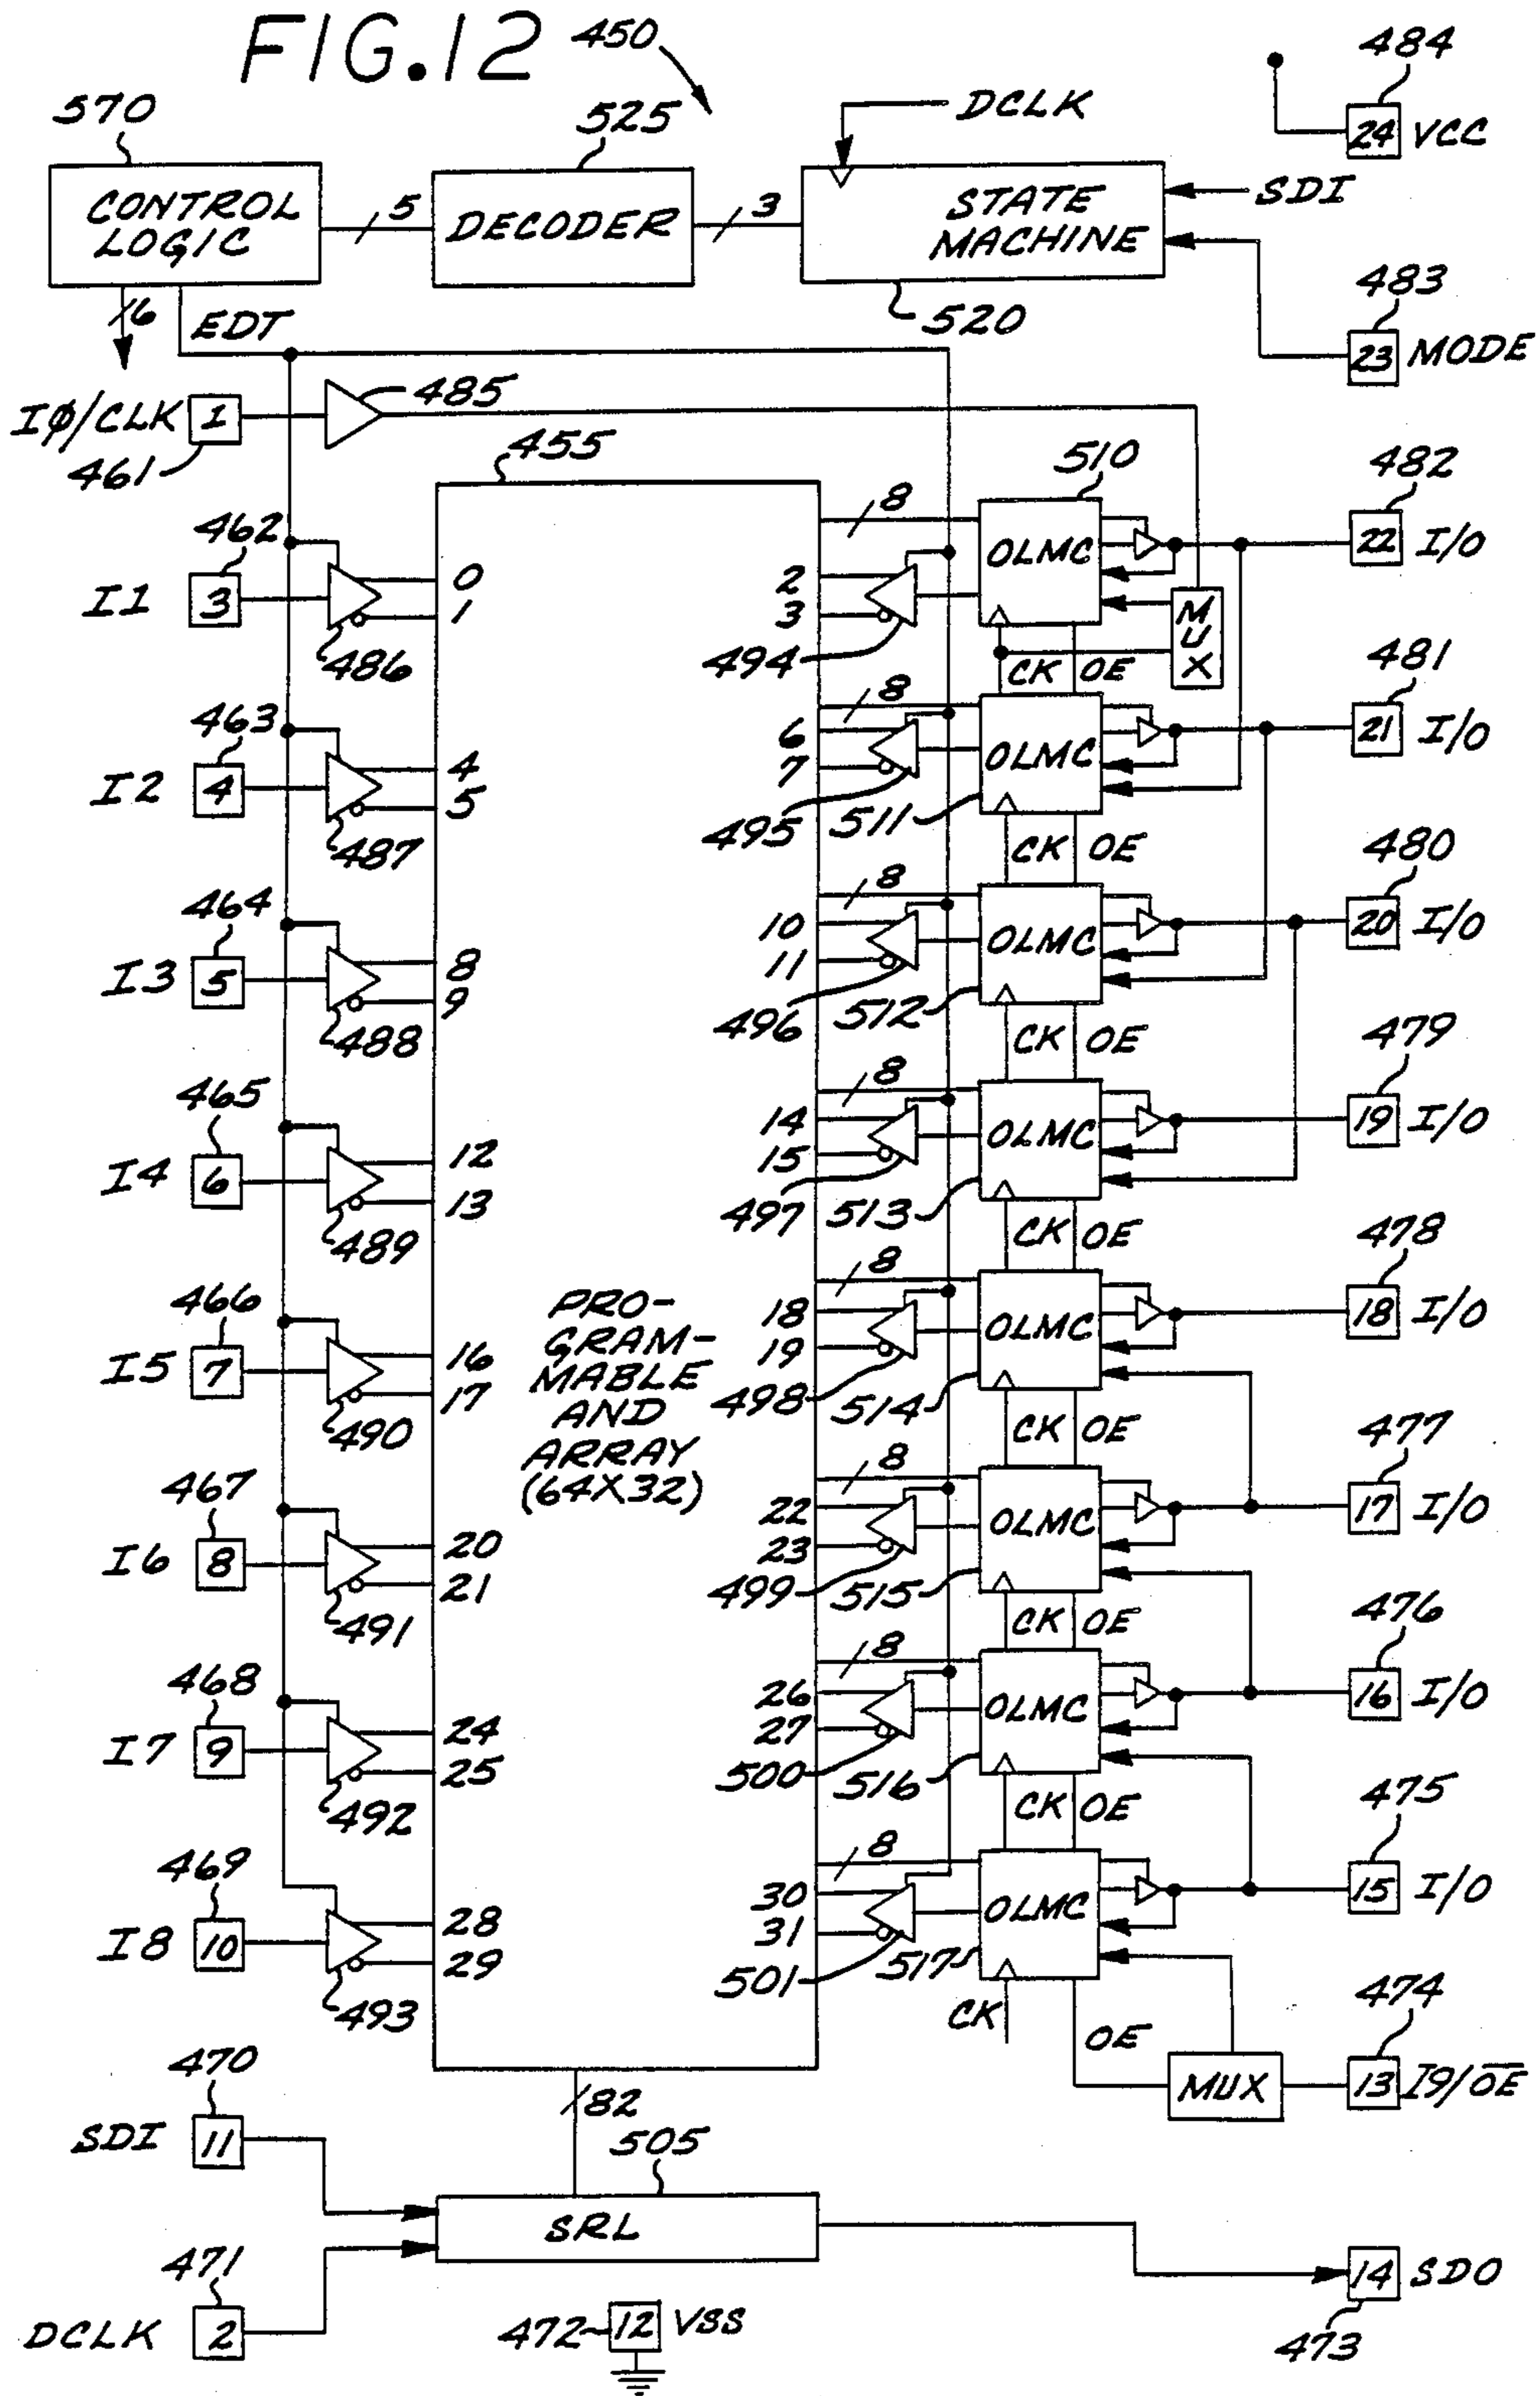 FIG.12
450
484
24 VCC
570
525
DCLK
CONTROL
LOGIC
5
DECODER
3
STATE
MACHINE
SDI
520
483
23 MODE
6
EDT
IØ/CLK 1
461
485
455
510
482
22 I/O
462
I1 3
486
0
1
8
2
3
494
OLMC
MUX
CK OE
481
21 I/O
463
I2 4
487
4
5
8
6
7
495
511
OLMC
CK OE
480
20 I/O
464
I3 5
488
8
9
8
10
11
496
512
OLMC
CK OE
479
19 I/O
465
I4 6
489
12
13
8
14
15
497
513
OLMC
CK OE
478
18 I/O
466
I5 7
490
16
17
PRO-
GRAM-
MABLE
AND
ARRAY
(64X32)
8
18
19
498
514
OLMC
CK OE
477
17 I/O
467
I6 8
491
20
21
8
22
23
499
515
OLMC
CK OE
476
16 I/O
468
I7 9
492
24
25
8
26
27
500
516
OLMC
CK OE
475
15 I/O
469
I8 10
493
28
29
8
30
31
501
517
OLMC
CK
OE
474
MUX
13 I9/O̅E̅
470
SDI 11
82
505
SRL
471
DCLK 2
472
12 VSS
14 SDO
473